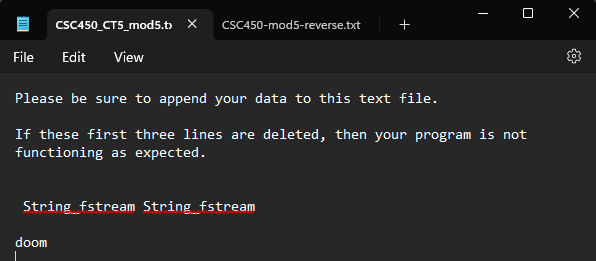 CSC450_CT5_mod5.tx
CSC450-mod5-reverse.txt
File Edit View
Please be sure to append your data to this text file.
If these first three lines are deleted, then your program is not
functioning as expected.
String_fstream String_fstream
doom